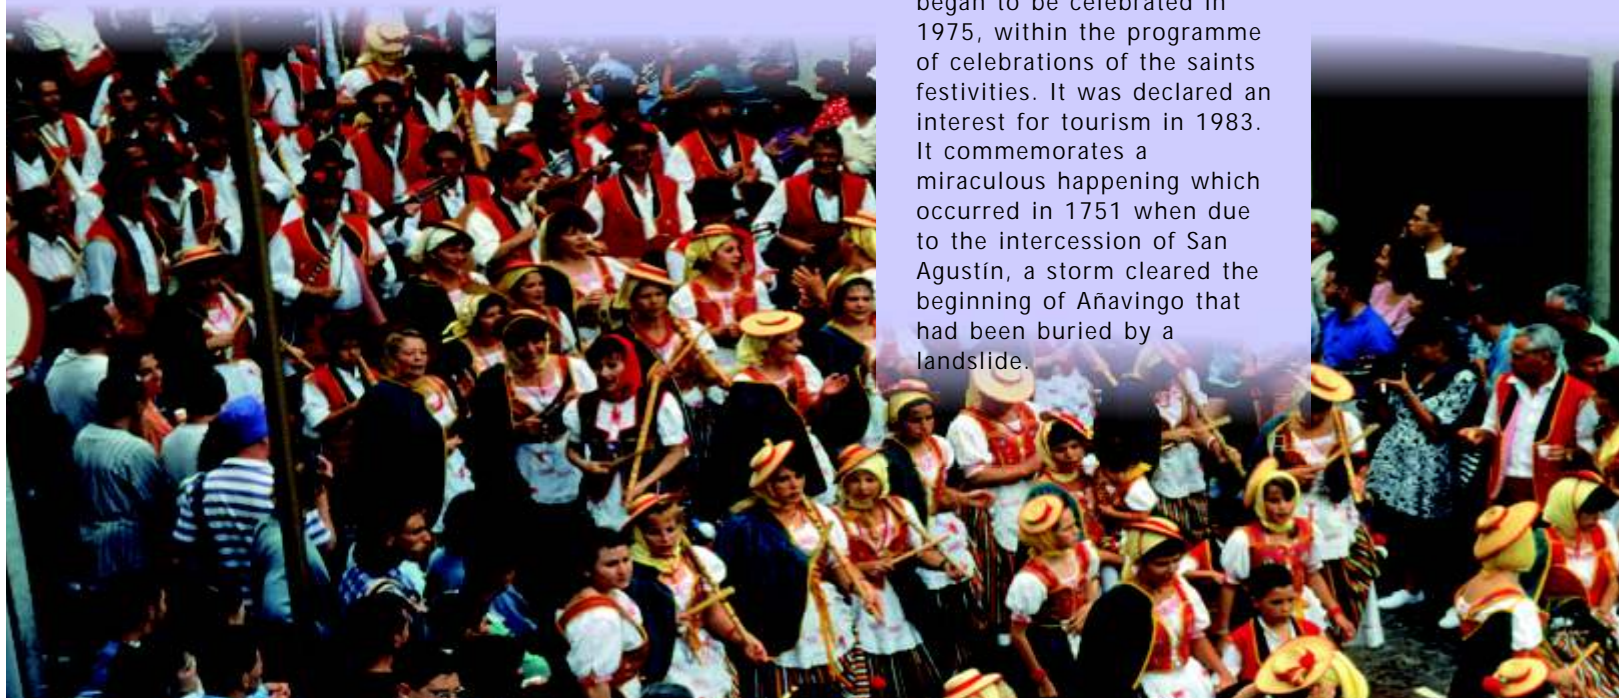 began to be celebrated in
1975, within the programme
of celebrations of the saints
festivities. It was declared an
interest for tourism in 1983.
It commemorates a
miraculous happening which
occurred in 1751 when due
to the intercession of San
Agustín, a storm cleared the
beginning of Añavingo that
had been buried by a
landslide.